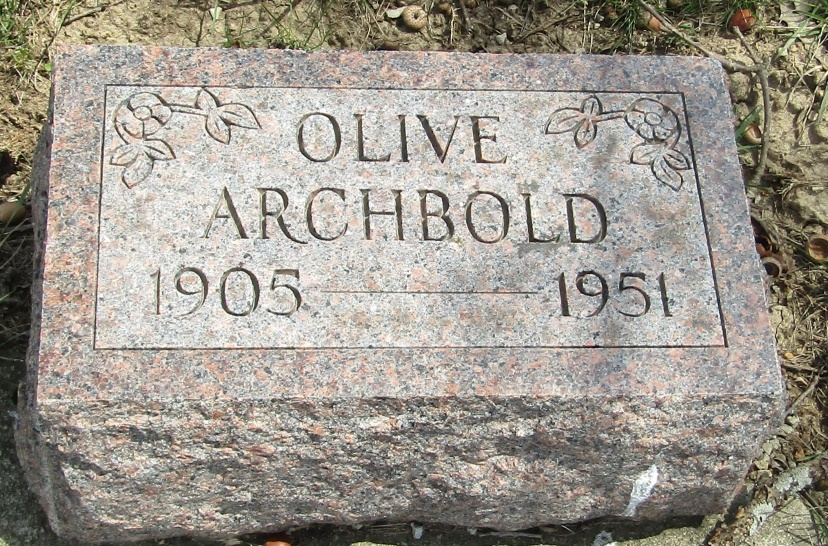 OLIVE
ARCHBOLD
1905 — 1951